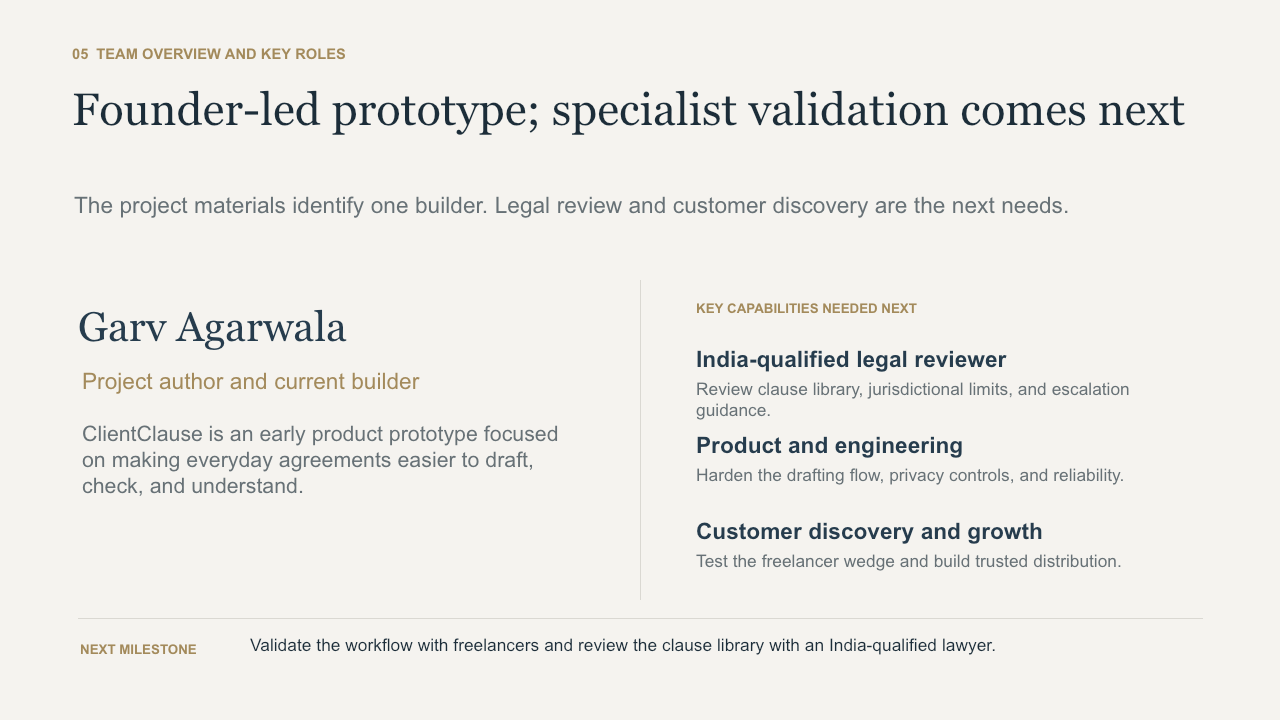 05 TEAM OVERVIEW AND KEY ROLES
Founder-led prototype; specialist validation comes next
The project materials identify one builder. Legal review and customer discovery are the next needs.
Garv Agarwala
Project author and current builder
ClientClause is an early product prototype focused
on making everyday agreements easier to draft,
check, and understand.
KEY CAPABILITIES NEEDED NEXT
India-qualified legal reviewer
Review clause library, jurisdictional limits, and escalation
guidance.
Product and engineering
Harden the drafting flow, privacy controls, and reliability.
Customer discovery and growth
Test the freelancer wedge and build trusted distribution.
NEXT MILESTONE
Validate the workflow with freelancers and review the clause library with an India-qualified lawyer.